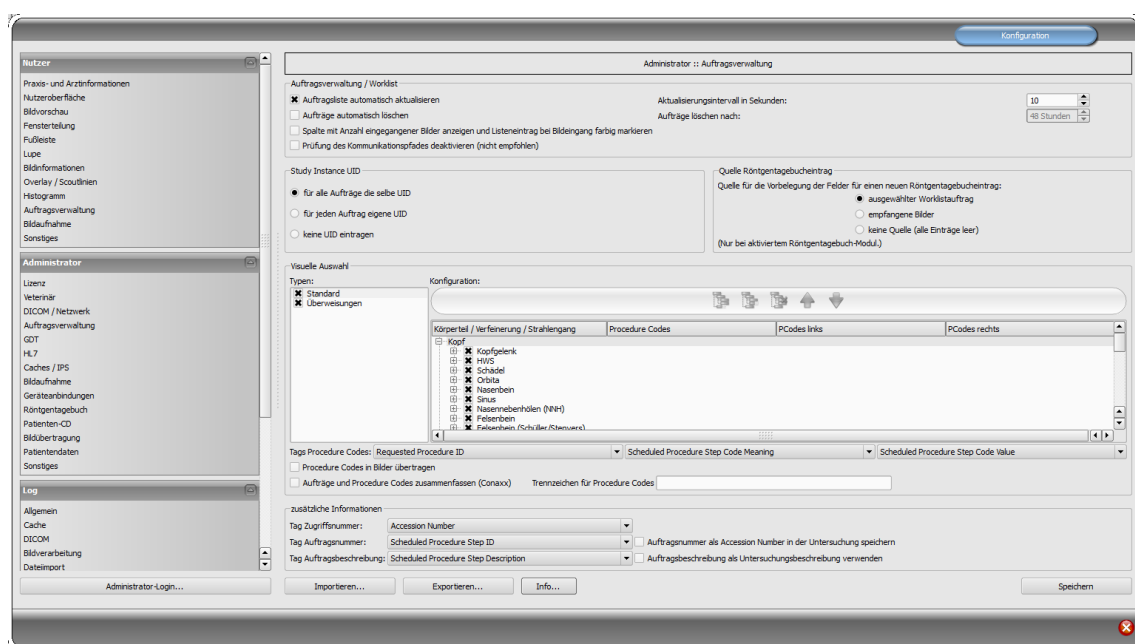 Konfiguration
Nutzer
Praxis- und Arztinformationen
Nutzeroberfläche
Bildvorschau
Fensterteilung
Fußleiste
Lupe
Bildinformationen
Overlay / Scoutlinien
Histogramm
Auftragsverwaltung
Bildaufnahme
Sonstiges
Administrator
Lizenz
Veterinär
DICOM / Netzwerk
Auftragsverwaltung
GDT
HL7
Caches / IPS
Bildaufnahme
Geräteanbindungen
Röntgentagebuch
Patienten-CD
Bildübertragung
Patientendaten
Sonstiges
Log
Allgemein
Cache
DICOM
Bildverarbeitung
Dateiimport
Administrator-Login...
Administrator :: Auftragsverwaltung
Auftragsverwaltung / Worklist
Auftragsliste automatisch aktualisieren Aktualisierungsintervall in Sekunden: 10
Aufträge automatisch löschen Aufträge löschen nach: 48 Stunden
Spalte mit Anzahl eingegangener Bilder anzeigen und Listeneintrag bei Bildeingang farbig markieren
Prüfung des Kommunikationspfades deaktivieren (nicht empfohlen)
Study Instance UID
für alle Aufträge die selbe UID
für jeden Auftrag eigene UID
keine UID eintragen
Quelle Röntgentagebucheintrag
Quelle für die Vorbelegung der Felder für einen neuen Röntgentagebucheintrag:
ausgewählter Worklistauftrag
empfangene Bilder
keine Quelle (alle Einträge leer)
(Nur bei aktiviertem Röntgentagebuch-Modul.)
Visuelle Auswahl
Typen:
Standard
Überweisungen
Konfiguration:
Körperteil / Verfeinerung / Strahlengang Procedure Codes PCodes links PCodes rechts
Kopf
Kopfgelenk
HWS
Schädel
Orbita
Nasenbein
Sinus
Nasennebenhölen (NNH)
Felsenbein
Felsenbein (Schüller/Stenvers)
Tags Procedure Codes: Requested Procedure ID Scheduled Procedure Step Code Meaning Scheduled Procedure Step Code Value
Procedure Codes in Bilder übertragen
Aufträge und Procedure Codes zusammenfassen (Conaxx) Trennzeichen für Procedure Codes
zusätzliche Informationen
Tag Zugriffsnummer: Accession Number
Tag Auftragsnummer: Scheduled Procedure Step ID Auftragsnummer als Accession Number in der Untersuchung speichern
Tag Auftragsbeschreibung: Scheduled Procedure Step Description Auftragsbeschreibung als Untersuchungsbeschreibung verwenden
Importieren... Exportieren... Info... Speichern